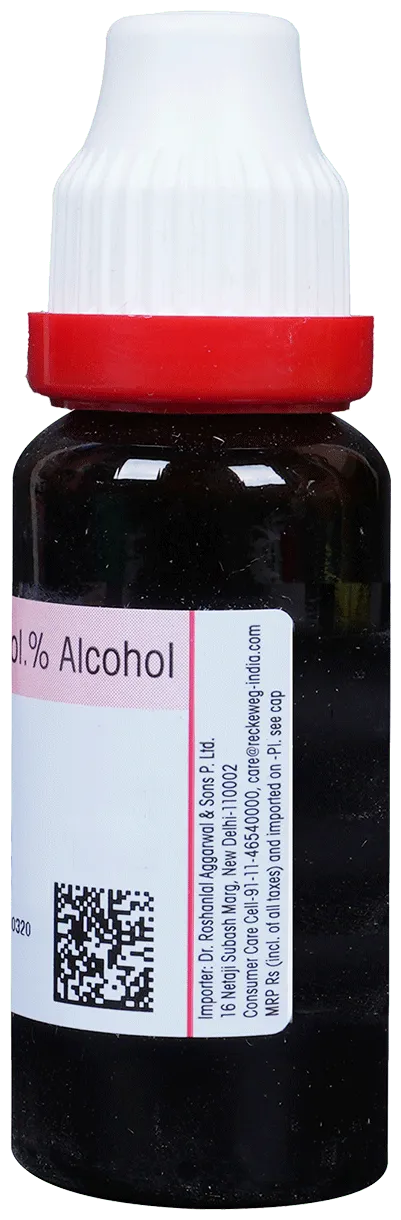 ol.% Alcohol
0320
Importer: Dr. Roshanlal Aggarwal & Sons P. Ltd.
16 Netaji Subash Marg, New Delhi-110002
Consumer Care Cell-91-11-46540000, care@reckeweg-india.com
MRP Rs (incl. of all taxes) and imported on -Pl. see cap